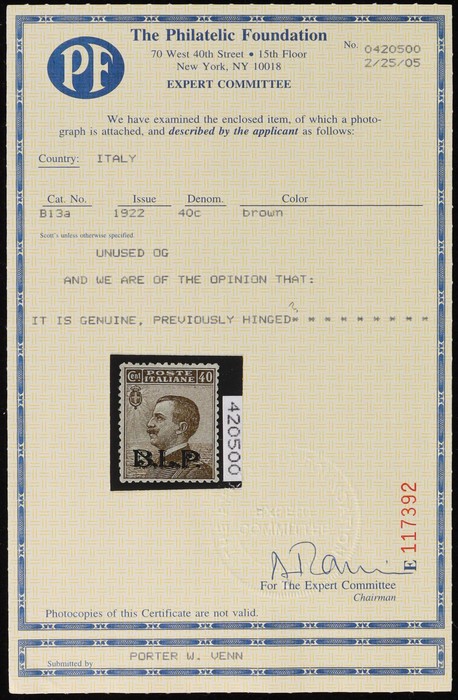 PF
The Philatelic Foundation
70 West 40th Street • 15th Floor
New York, NY 10018
EXPERT COMMITTEE
No. 0420500
2/25/05
We have examined the enclosed item, of which a photo-
graph is attached, and described by the applicant as follows:
Country: ITALY
Cat. No. Issue Denom. Color
B13a 1922 40c brown
Scott's unless otherwise specified.
UNUSED OG
AND WE ARE OF THE OPINION THAT:
IT IS GENUINE, PREVIOUSLY HINGED* * * * * * * * * *
Cent POSTE ITALIANE 40
B.L.P.
420500
EXPERT
COMMITTEE
E 117392
For The Expert Committee
Chairman
Photocopies of this Certificate are not valid.
Submitted by PORTER W. VENN